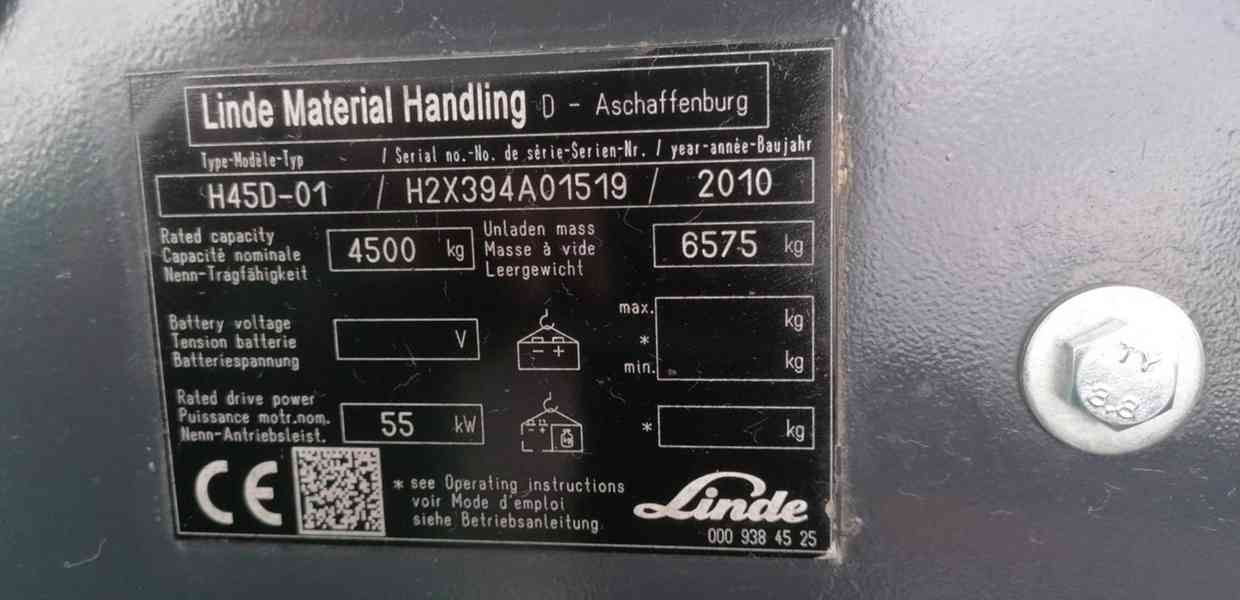 Linde Material Handling D - Aschaffenburg
Type-Modèle-Typ / Serial no.-No. de série-Serien-Nr. / year-année-Baujahr
H45D-01 / H2X394A01519 / 2010
Rated capacity
Capacité nominale
Nenn-Tragfähigkeit
4500 kg
Unladen mass
Masse à vide
Leergewicht
6575 kg
Battery voltage
Tension batterie
Batteriespannung
V
max. kg
*
min. kg
Rated drive power
Puissance motr.nom.
Nenn-Antriebsleist.
55 kW
* kg
CE
* see Operating instructions
voir Mode d'emploi
siehe Betriebsanleitung
Linde
000 938 45 25
8.8